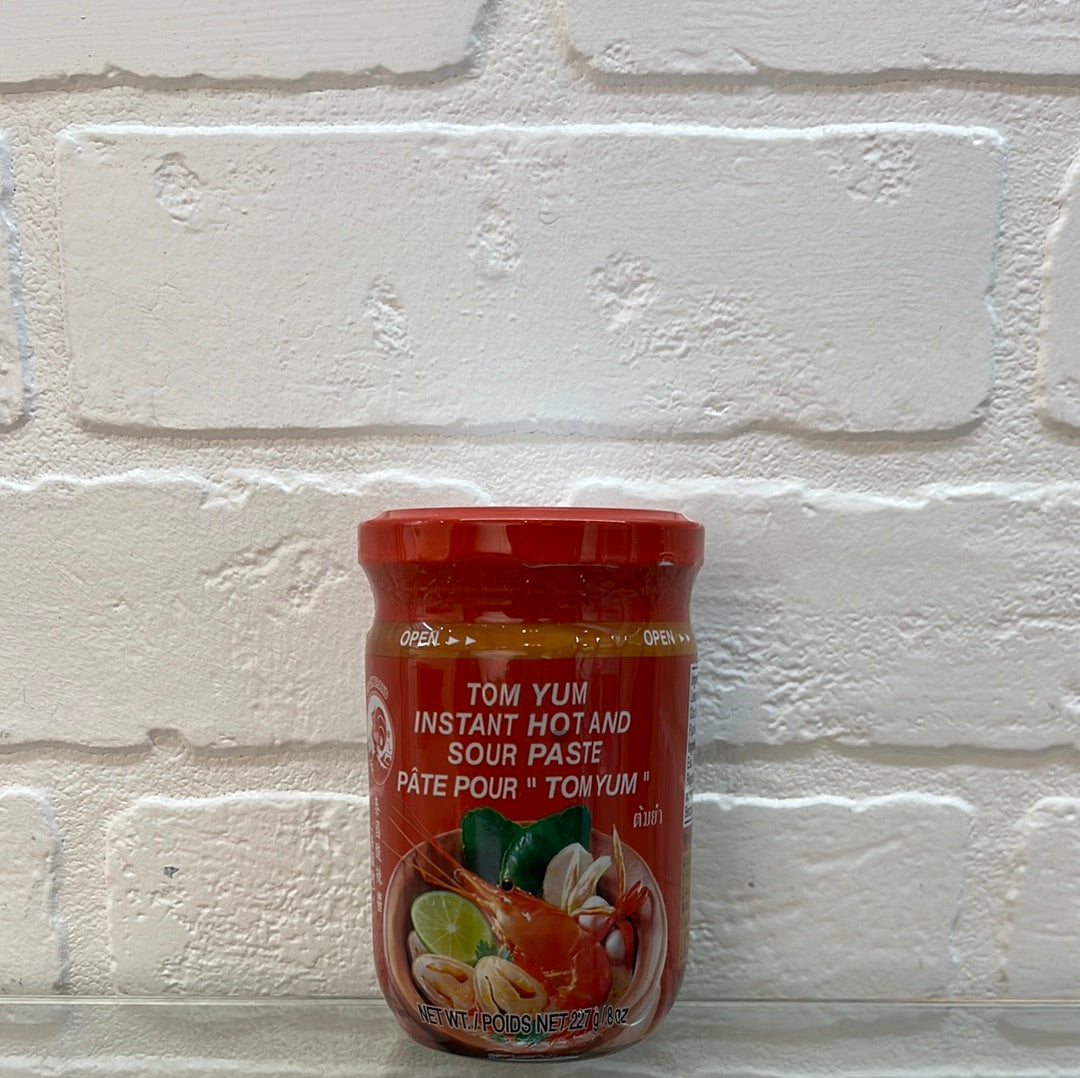 OPEN
OPEN
TOM YUM
INSTANT HOT AND
SOUR PASTE
PÂTE POUR " TOM YUM "
ต้มยำ
NET WT. / POIDS NET 227 g / 8 oz